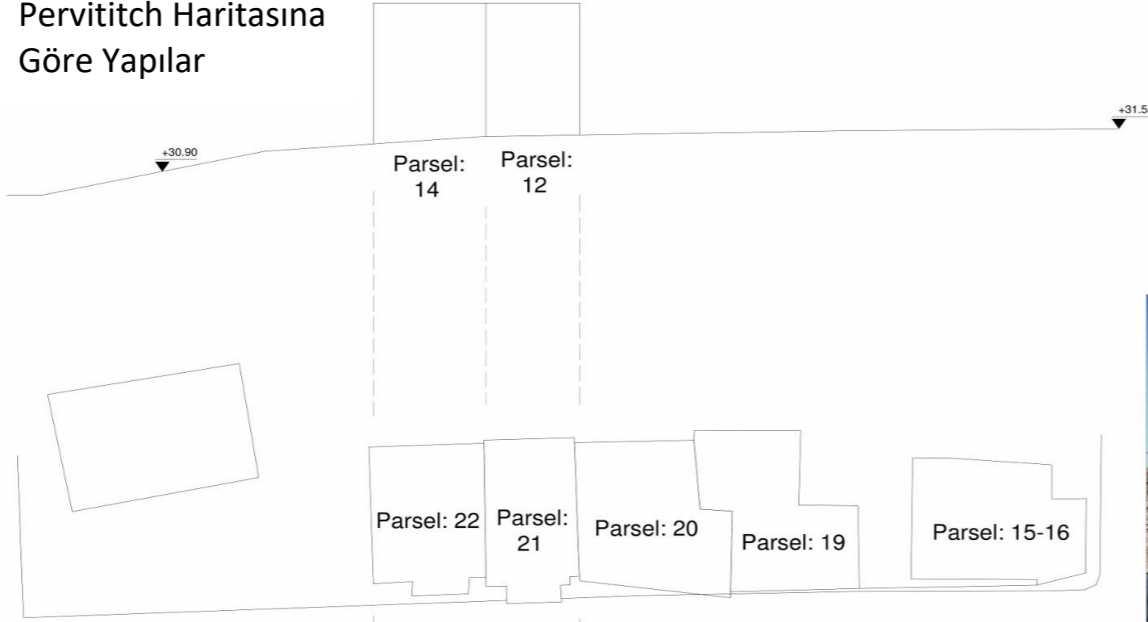 Pervititch Haritasına
Göre Yapılar
+30.90
+31.5
Parsel:
14
Parsel:
12
Parsel: 22
Parsel:
21
Parsel: 20
Parsel: 19
Parsel: 15-16